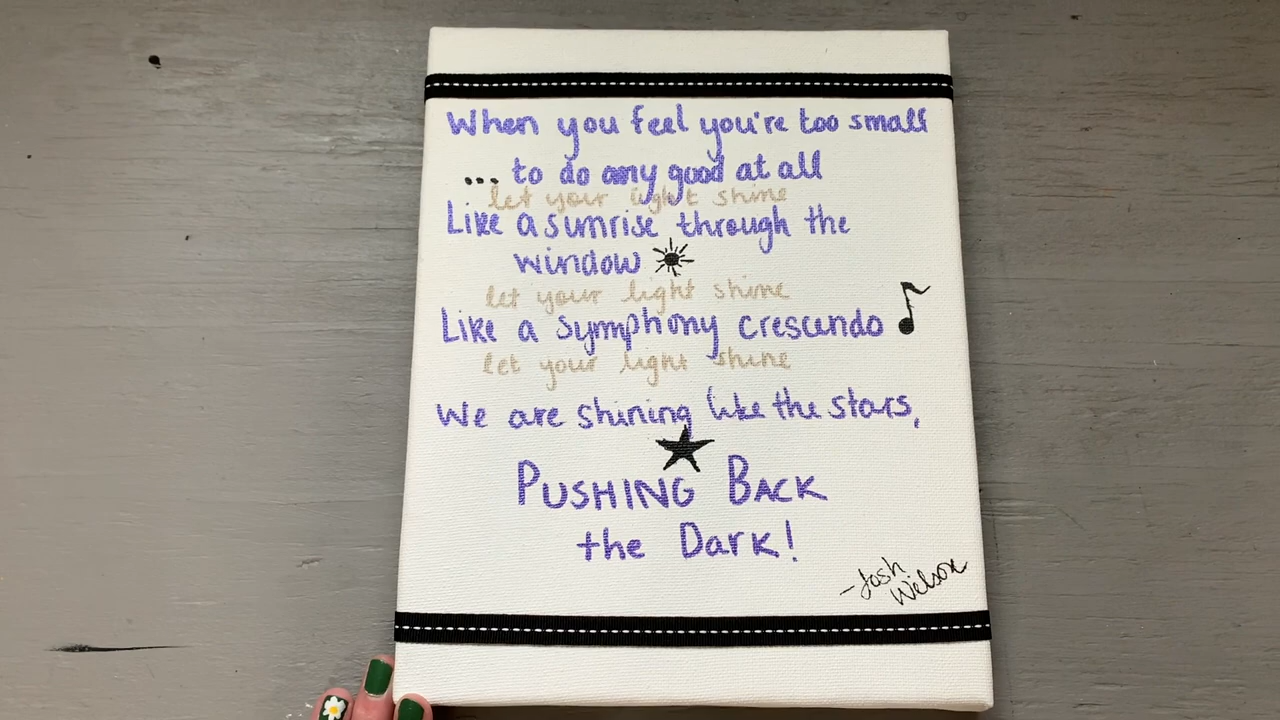 When you feel you're too small
... to do any good at all
let your light shine
Like a sunrise through the
window
let your light shine
Like a symphony crescendo
let your light shine
We are shining like the stars,
PUSHING BACK
the Dark!
-Josh
Wilson